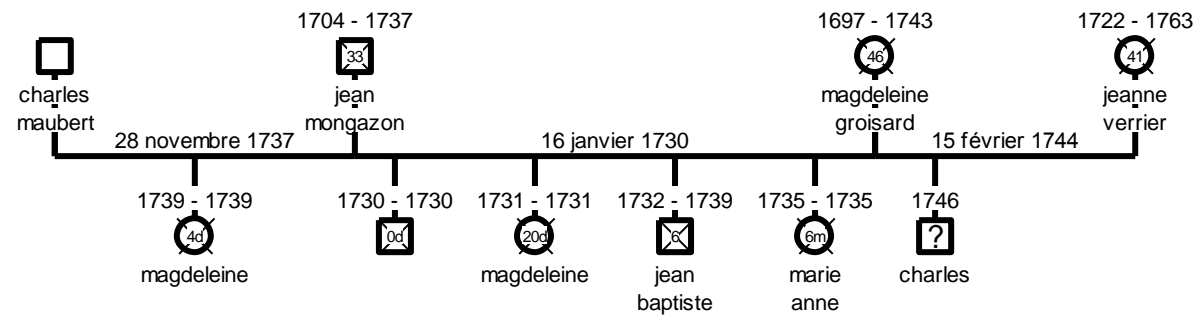 1704 - 1737
1697 - 1743
1722 - 1763
33
46
41
charles
maubert
jean
mongazon
magdeleine
groisard
jeanne
verrier
28 novembre 1737
16 janvier 1730
15 février 1744
1739 - 1739
1730 - 1730
1731 - 1731
1732 - 1739
1735 - 1735
1746
4d
0d
20d
6
6m
?
magdeleine
magdeleine
jean
baptiste
marie
anne
charles